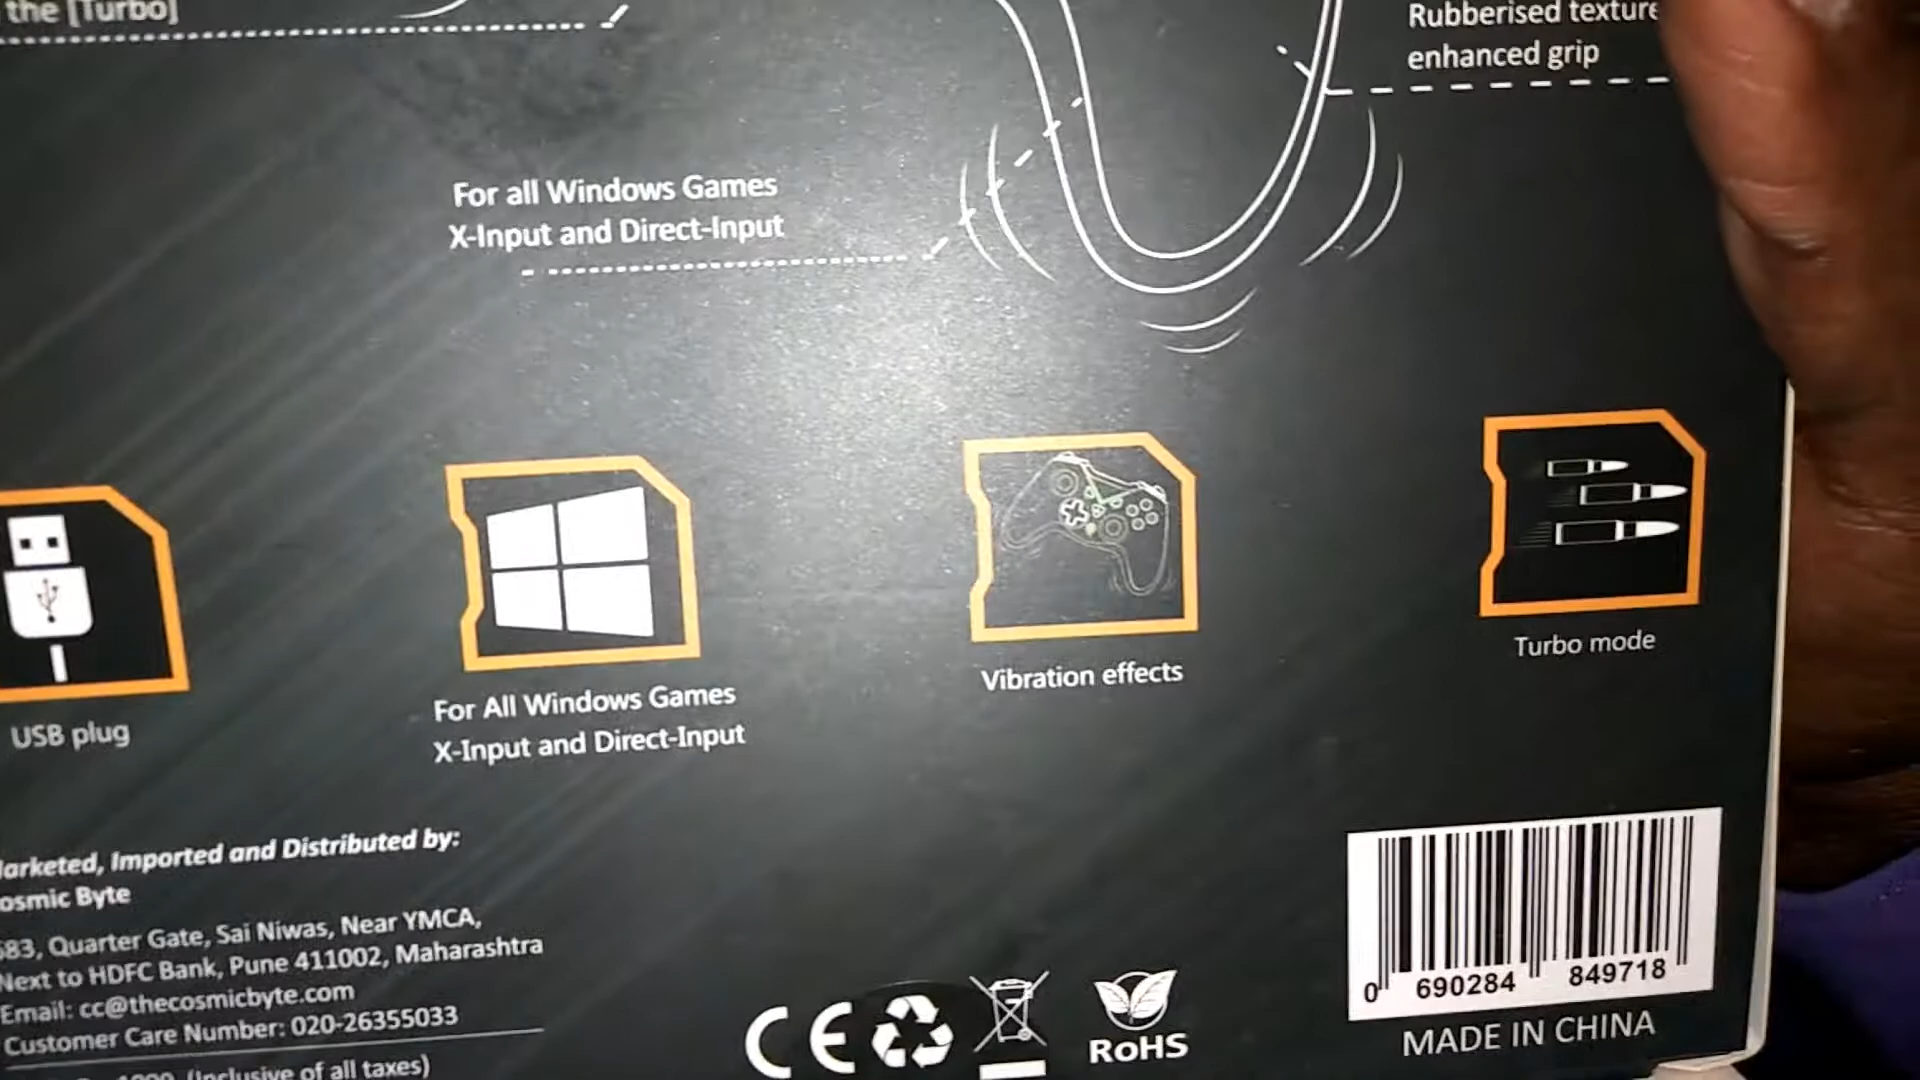 the [Turbo]
Rubberised texture
enhanced grip
For all Windows Games
X-Input and Direct-Input
USB plug
For All Windows Games
X-Input and Direct-Input
Vibration effects
Turbo mode
arketed, Imported and Distributed by:
osmic Byte
83, Quarter Gate, Sai Niwas, Near YMCA,
Next to HDFC Bank, Pune 411002, Maharashtra
Email: cc@thecosmicbyte.com
Customer Care Number: 020-26355033
(Inclusive of all taxes)
CE
RoHS
0 690284 849718
MADE IN CHINA